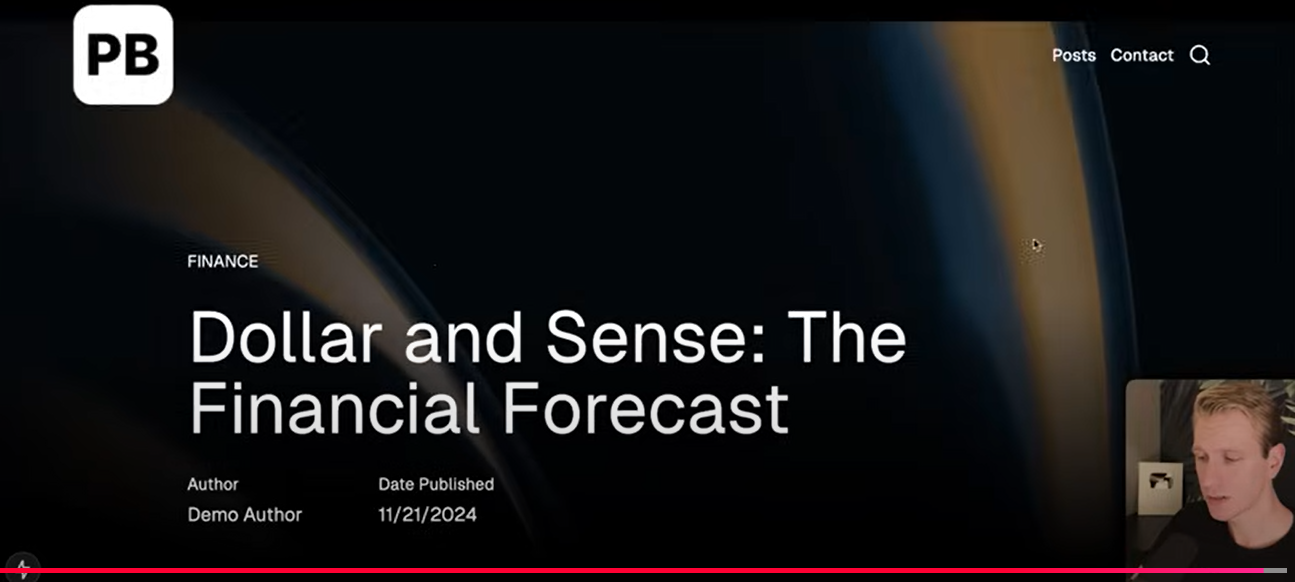 PB
Posts Contact
FINANCE
Dollar and Sense: The
Financial Forecast
Author Date Published
Demo Author 11/21/2024